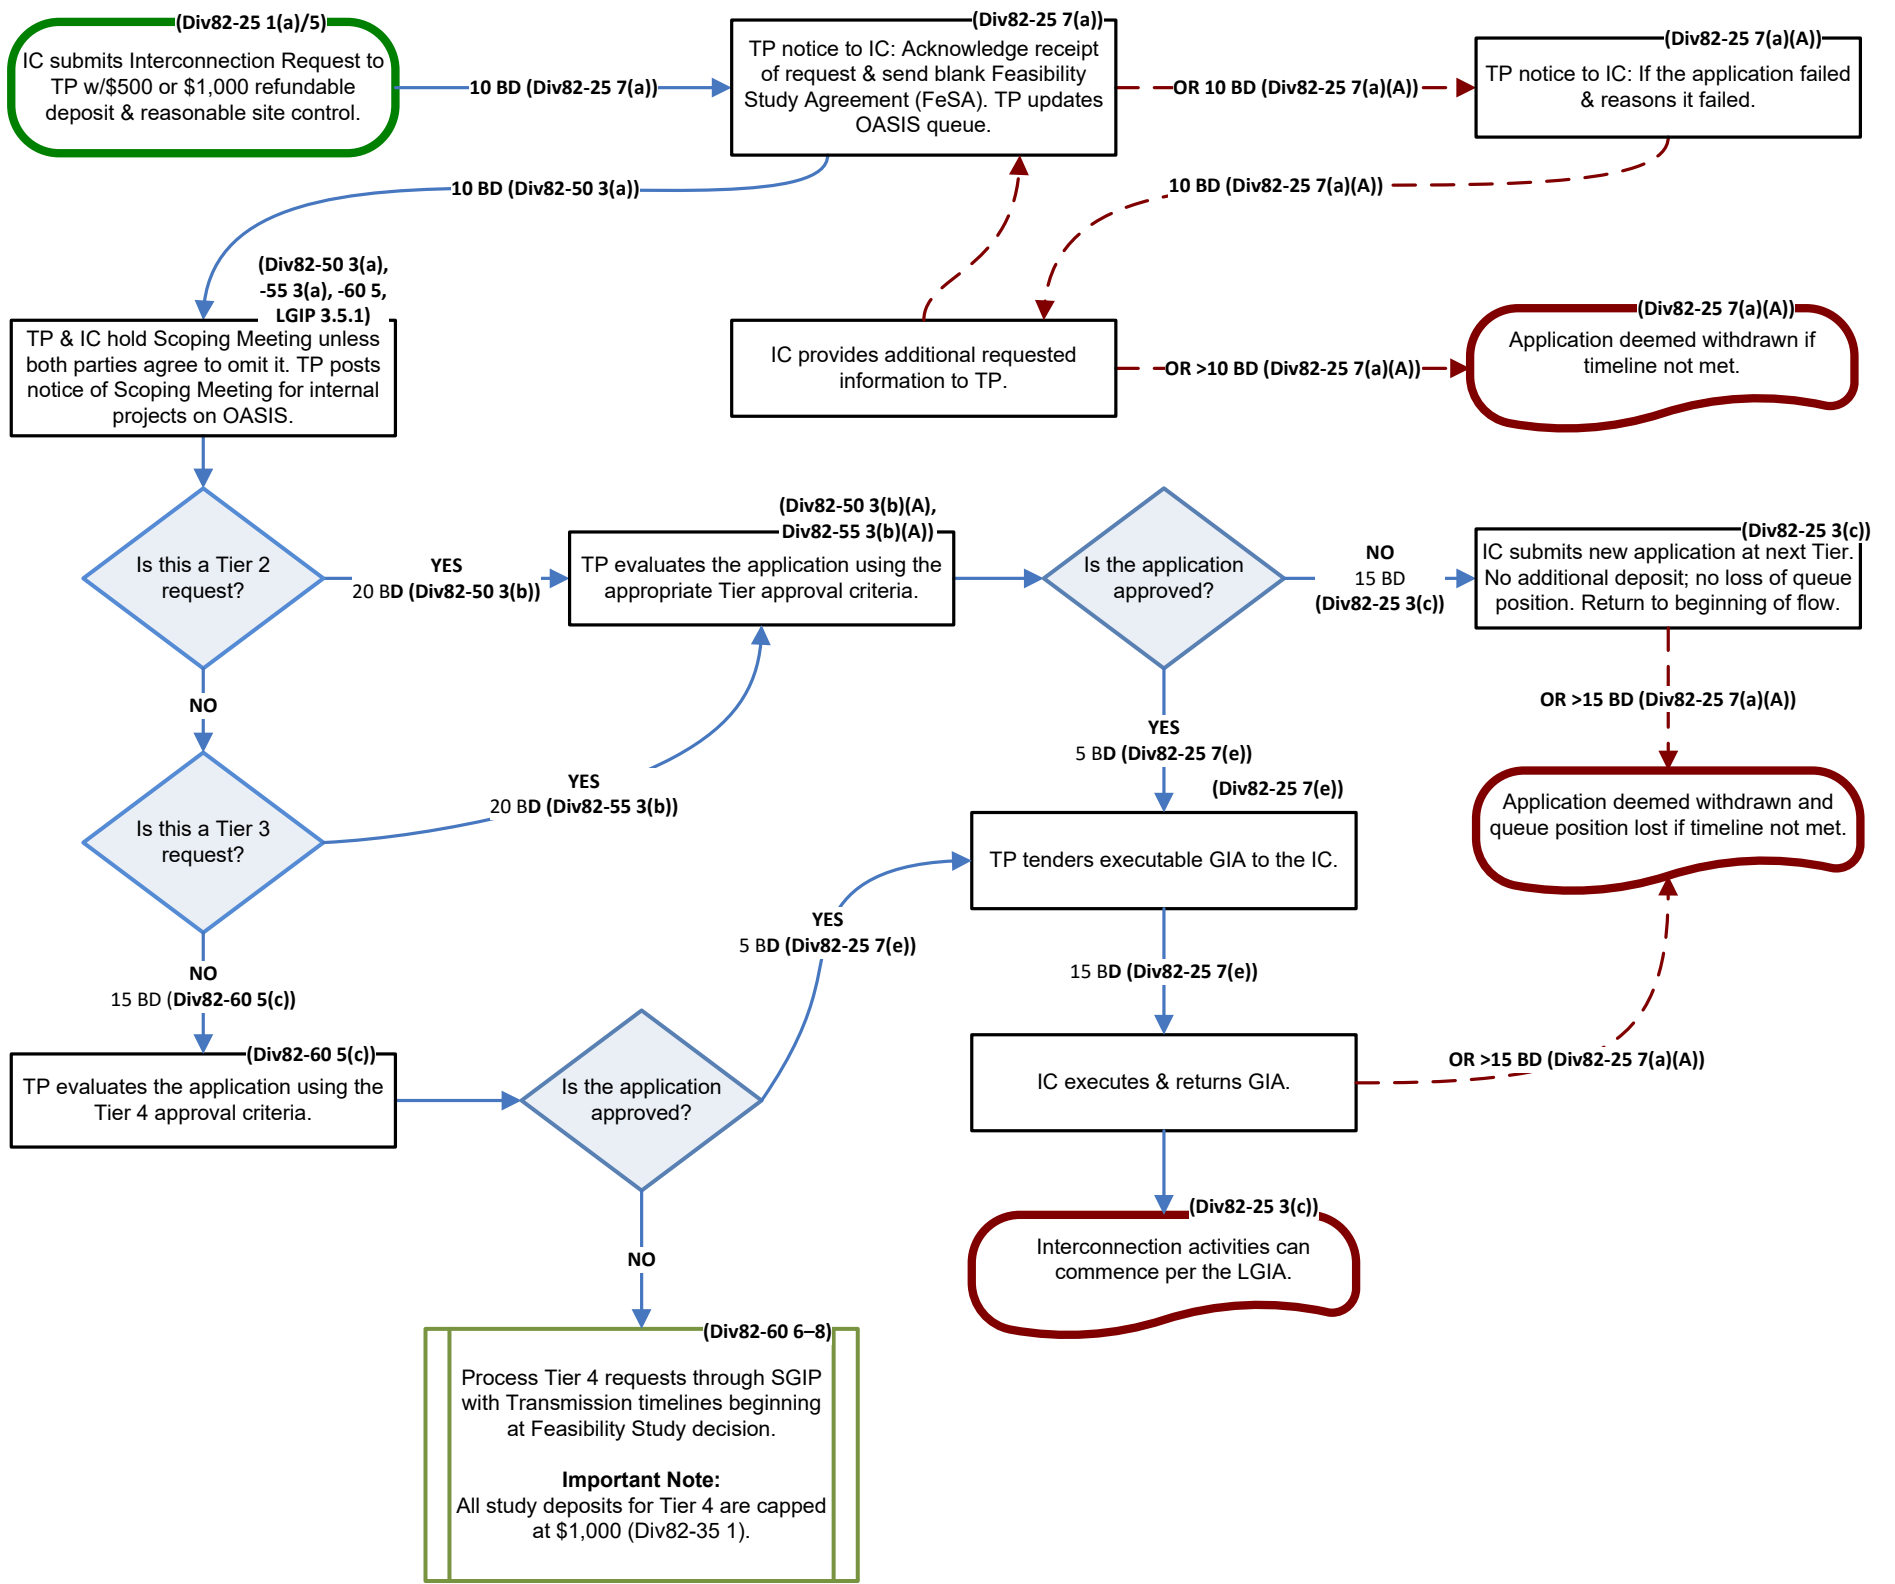 (Div82-25 1(a)/5)
IC submits Interconnection Request to
TP w/$500 or $1,000 refundable
deposit & reasonable site control.
10 BD (Div82-25 7(a))
(Div82-25 7(a))
TP notice to IC: Acknowledge receipt
of request & send blank Feasibility
Study Agreement (FeSA). TP updates
OASIS queue.
OR 10 BD (Div82-25 7(a)(A))
(Div82-25 7(a)(A))
TP notice to IC: If the application failed
& reasons it failed.
10 BD (Div82-50 3(a))
10 BD (Div82-25 7(a)(A))
(Div82-50 3(a),
-55 3(a), -60 5,
LGIP 3.5.1)
TP & IC hold Scoping Meeting unless
both parties agree to omit it. TP posts
notice of Scoping Meeting for internal
projects on OASIS.
IC provides additional requested
information to TP.
OR >10 BD (Div82-25 7(a)(A))
(Div82-25 7(a)(A))
Application deemed withdrawn if
timeline not met.
Is this a Tier 2
request?
YES
20 BD (Div82-50 3(b))
(Div82-50 3(b)(A),
Div82-55 3(b)(A))
TP evaluates the application using the
appropriate Tier approval criteria.
Is the application
approved?
NO
15 BD
(Div82-25 3(c))
(Div82-25 3(c))
IC submits new application at next Tier.
No additional deposit; no loss of queue
position. Return to beginning of flow.
NO
OR >15 BD (Div82-25 7(a)(A))
YES
5 BD (Div82-25 7(e))
Is this a Tier 3
request?
YES
20 BD (Div82-55 3(b))
(Div82-25 7(e))
TP tenders executable GIA to the IC.
Application deemed withdrawn and
queue position lost if timeline not met.
YES
5 BD (Div82-25 7(e))
NO
15 BD (Div82-60 5(c))
15 BD (Div82-25 7(e))
(Div82-60 5(c))
TP evaluates the application using the
Tier 4 approval criteria.
Is the application
approved?
IC executes & returns GIA.
OR >15 BD (Div82-25 7(a)(A))
NO
(Div82-25 3(c))
Interconnection activities can
commence per the LGIA.
(Div82-60 6–8)
Process Tier 4 requests through SGIP
with Transmission timelines beginning
at Feasibility Study decision.
Important Note:
All study deposits for Tier 4 are capped
at $1,000 (Div82-35 1).